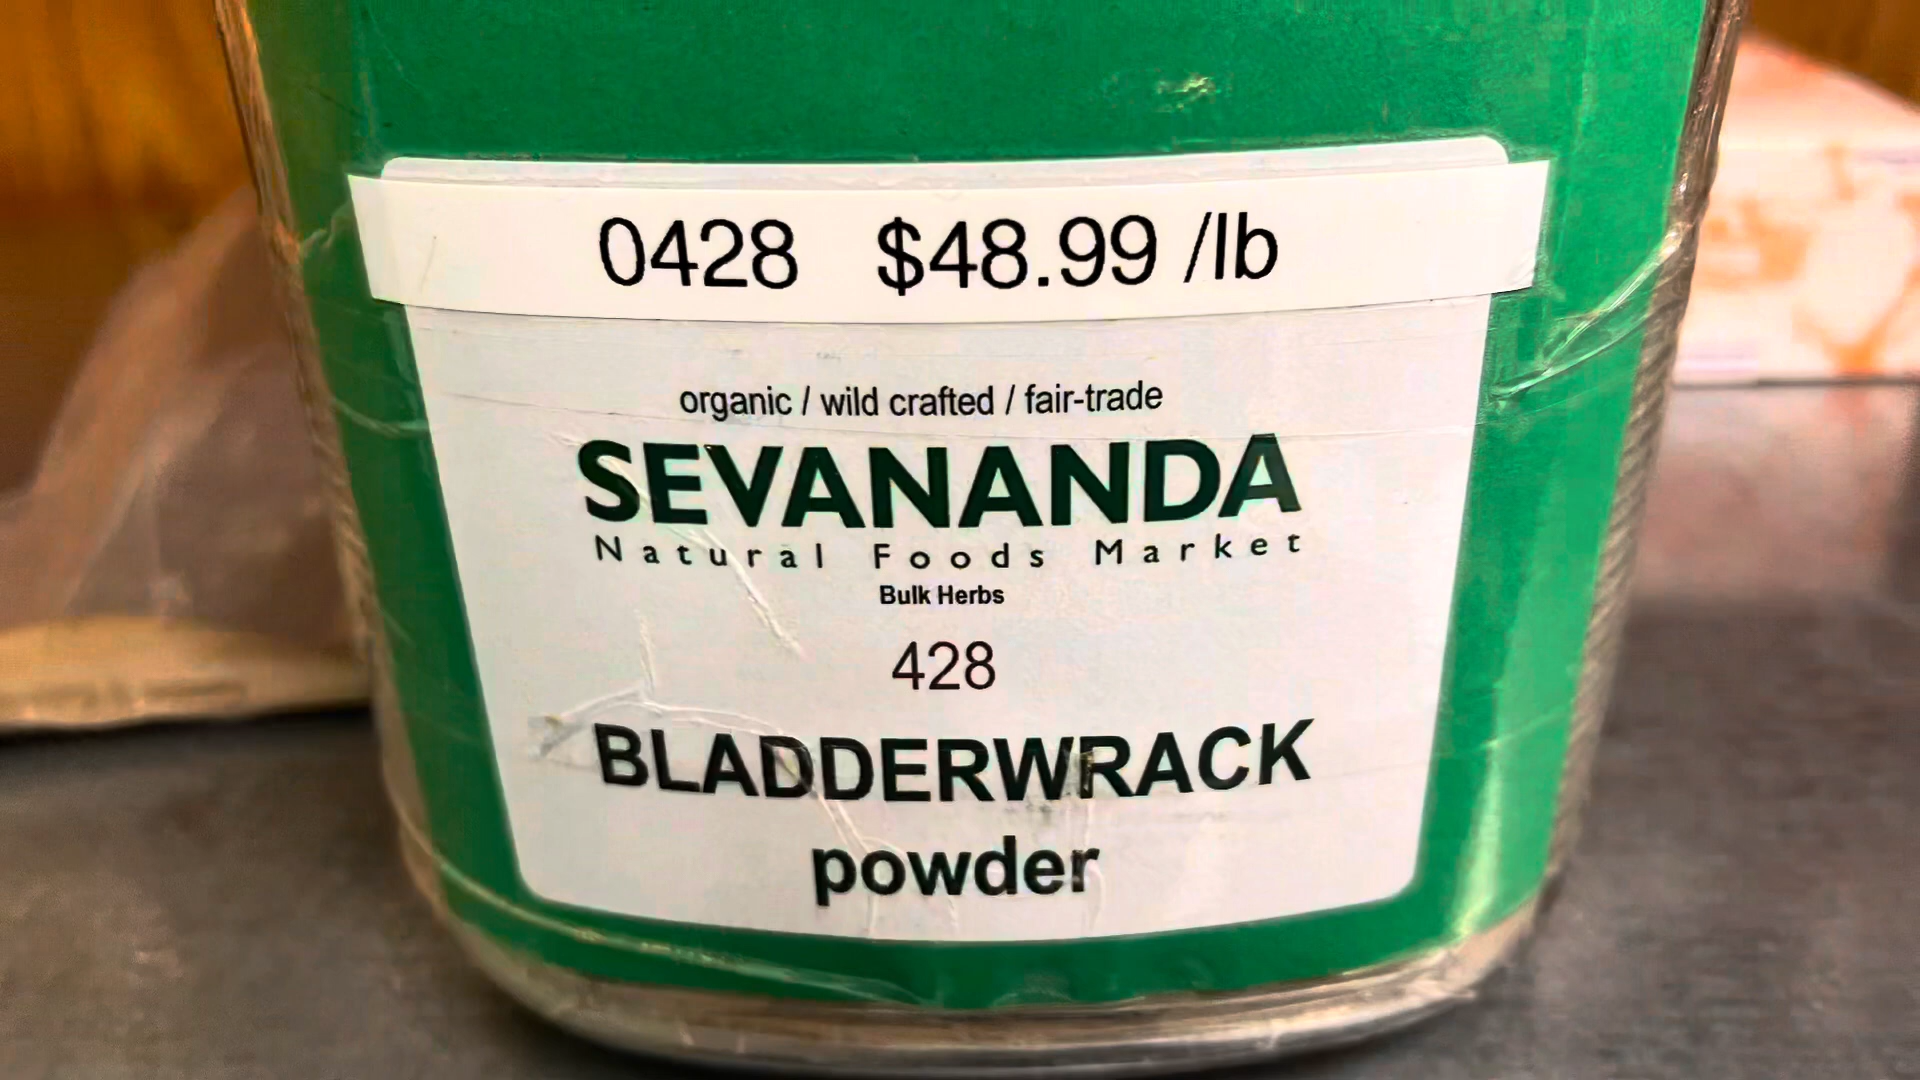 0428 $48.99 /lb
organic / wild crafted / fair-trade
SEVANANDA
Natural Foods Market
Bulk Herbs
428
BLADDERWRACK
powder